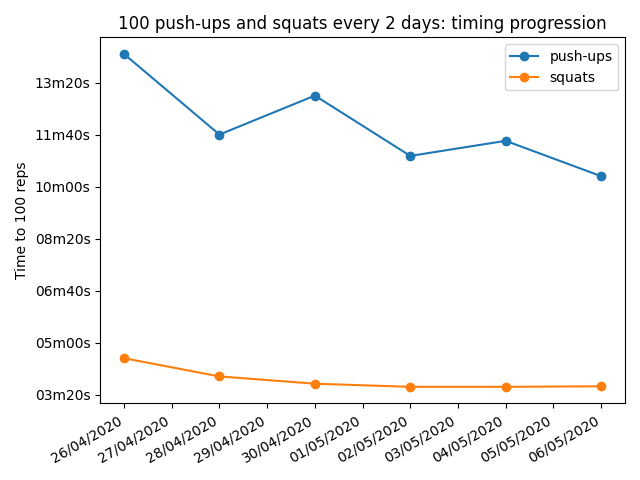 100 push-ups and squats every 2 days: timing progression
push-ups
squats
Time to 100 reps
13m20s
11m40s
10m00s
08m20s
06m40s
05m00s
03m20s
26/04/2020
27/04/2020
28/04/2020
29/04/2020
30/04/2020
01/05/2020
02/05/2020
03/05/2020
04/05/2020
05/05/2020
06/05/2020